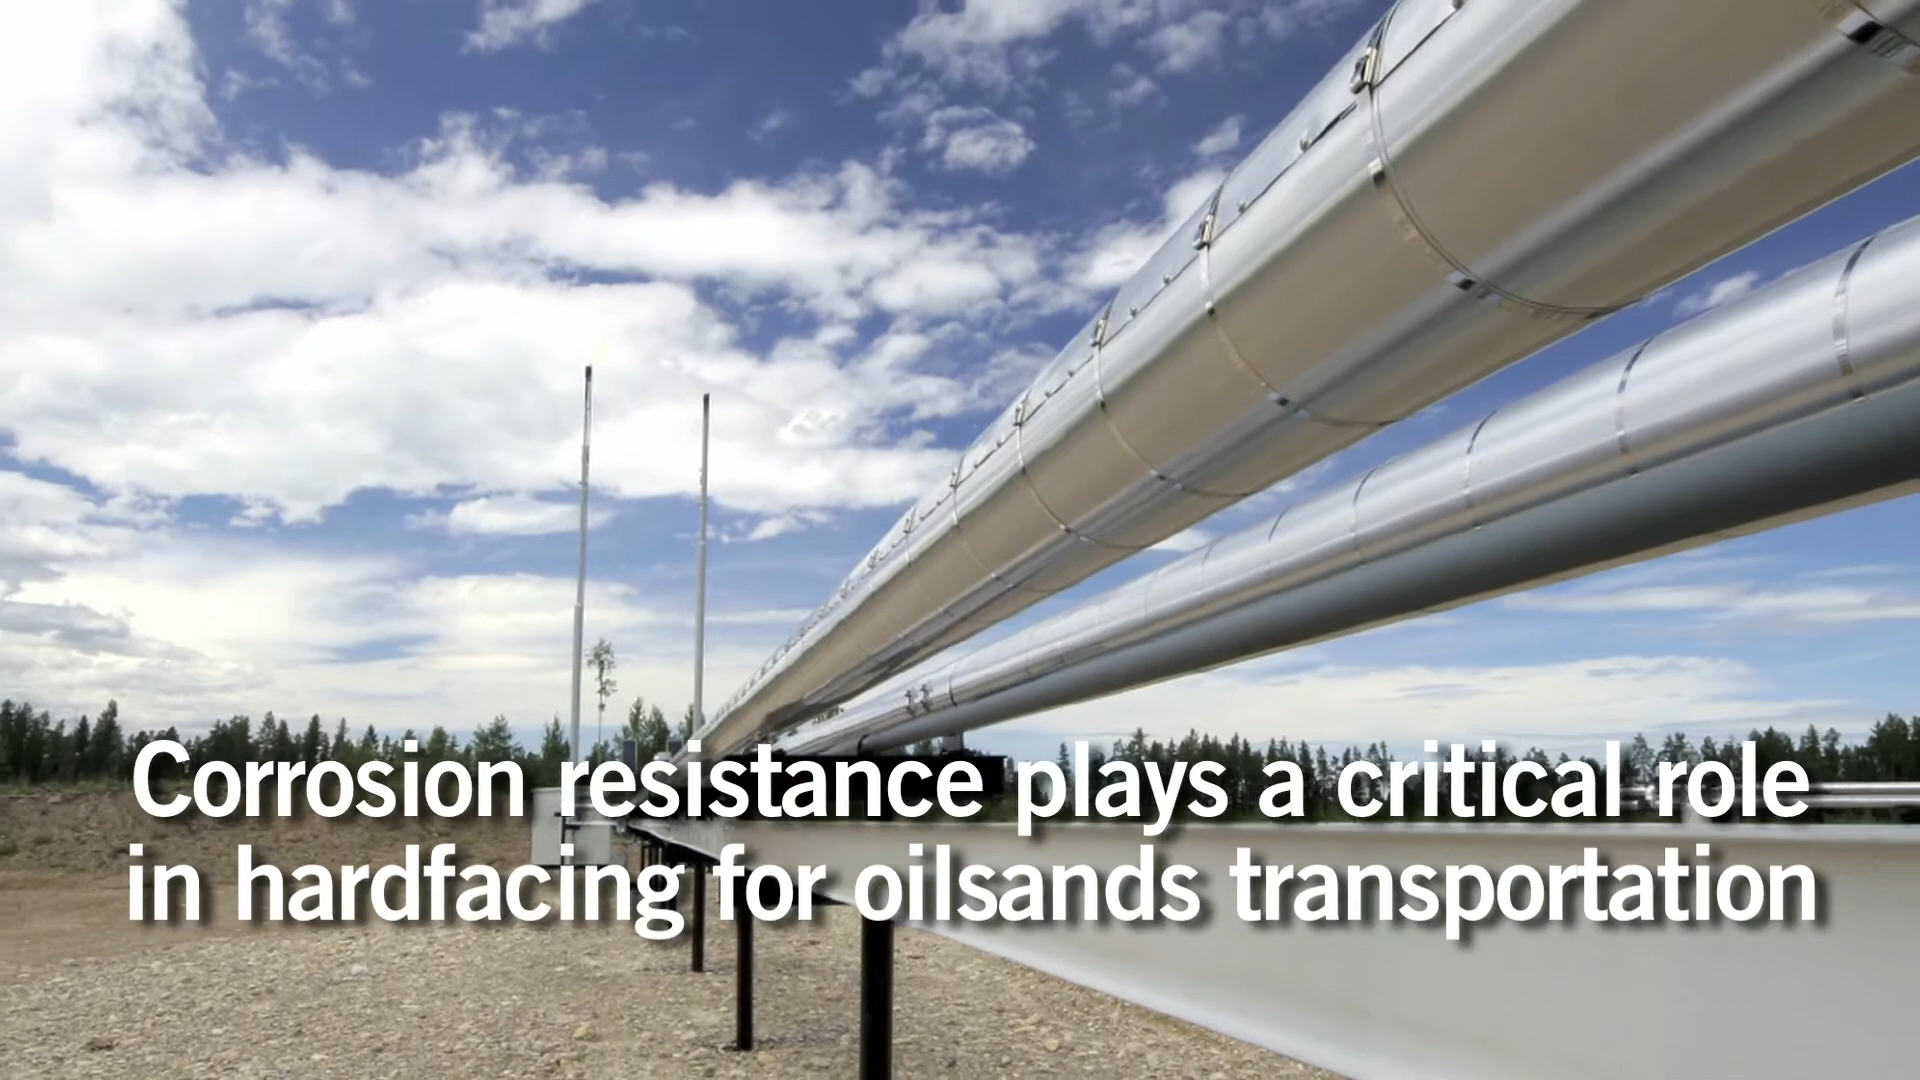 Corrosion resistance plays a critical role
in hardfacing for oilsands transportation